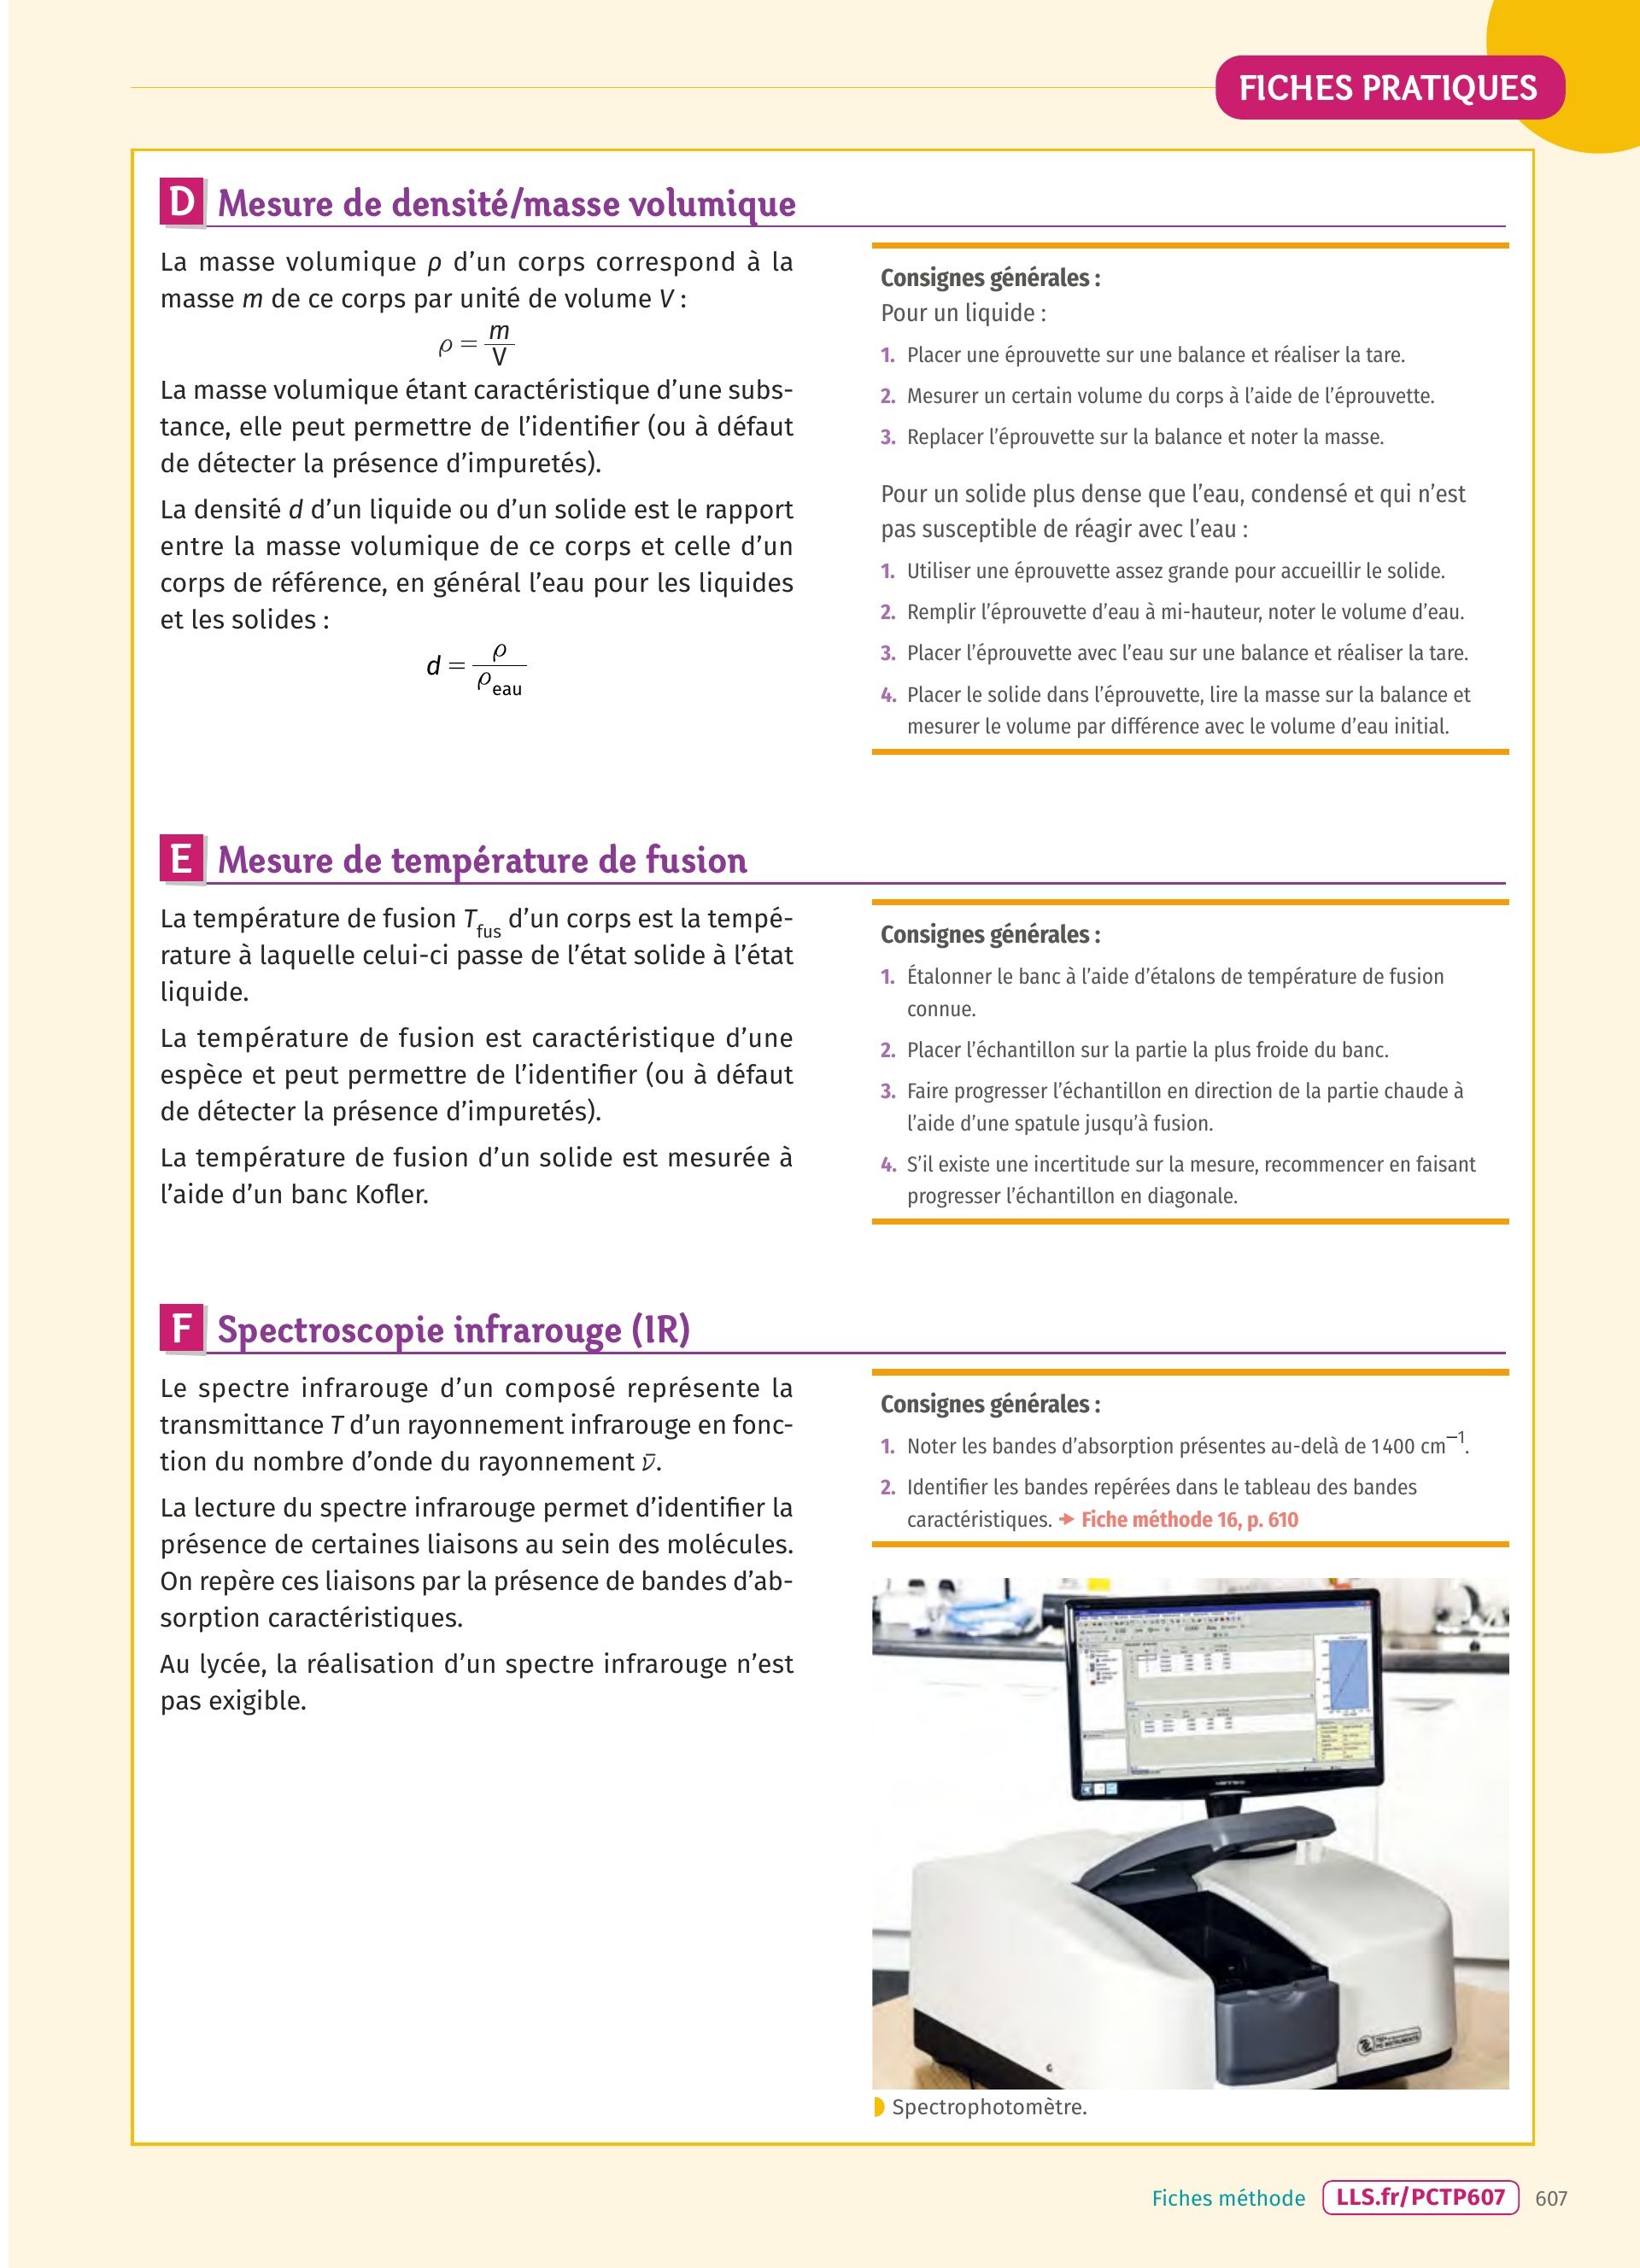 FICHES PRATIQUES
D Mesure de densité/masse volumique
La masse volumique ρ d’un corps correspond à la
masse m de ce corps par unité de volume V :
ρ = m/V
La masse volumique étant caractéristique d’une subs-
tance, elle peut permettre de l’identifier (ou à défaut
de détecter la présence d’impuretés).
La densité d d’un liquide ou d’un solide est le rapport
entre la masse volumique de ce corps et celle d’un
corps de référence, en général l’eau pour les liquides
et les solides :
d = ρ/ρeau
Consignes générales :
Pour un liquide :
1. Placer une éprouvette sur une balance et réaliser la tare.
2. Mesurer un certain volume du corps à l’aide de l’éprouvette.
3. Replacer l’éprouvette sur la balance et noter la masse.
Pour un solide plus dense que l’eau, condensé et qui n’est
pas susceptible de réagir avec l’eau :
1. Utiliser une éprouvette assez grande pour accueillir le solide.
2. Remplir l’éprouvette d’eau à mi-hauteur, noter le volume d’eau.
3. Placer l’éprouvette avec l’eau sur une balance et réaliser la tare.
4. Placer le solide dans l’éprouvette, lire la masse sur la balance et
mesurer le volume par différence avec le volume d’eau initial.
E Mesure de température de fusion
La température de fusion Tfus d’un corps est la tempé-
rature à laquelle celui-ci passe de l’état solide à l’état
liquide.
La température de fusion est caractéristique d’une
espèce et peut permettre de l’identifier (ou à défaut
de détecter la présence d’impuretés).
La température de fusion d’un solide est mesurée à
l’aide d’un banc Kofler.
Consignes générales :
1. Étalonner le banc à l’aide d’étalons de température de fusion
connue.
2. Placer l’échantillon sur la partie la plus froide du banc.
3. Faire progresser l’échantillon en direction de la partie chaude à
l’aide d’une spatule jusqu’à fusion.
4. S’il existe une incertitude sur la mesure, recommencer en faisant
progresser l’échantillon en diagonale.
F Spectroscopie infrarouge (IR)
Le spectre infrarouge d’un composé représente la
transmittance T d’un rayonnement infrarouge en fonc-
tion du nombre d’onde du rayonnement ν̄.
La lecture du spectre infrarouge permet d’identifier la
présence de certaines liaisons au sein des molécules.
On repère ces liaisons par la présence de bandes d’ab-
sorption caractéristiques.
Au lycée, la réalisation d’un spectre infrarouge n’est
pas exigible.
Consignes générales :
1. Noter les bandes d’absorption présentes au-delà de 1 400 cm⁻¹.
2. Identifier les bandes repérées dans le tableau des bandes
caractéristiques. ➔ Fiche méthode 16, p. 610
Spectrophotomètre.
Fiches méthode LLS.fr/PCTP607 607